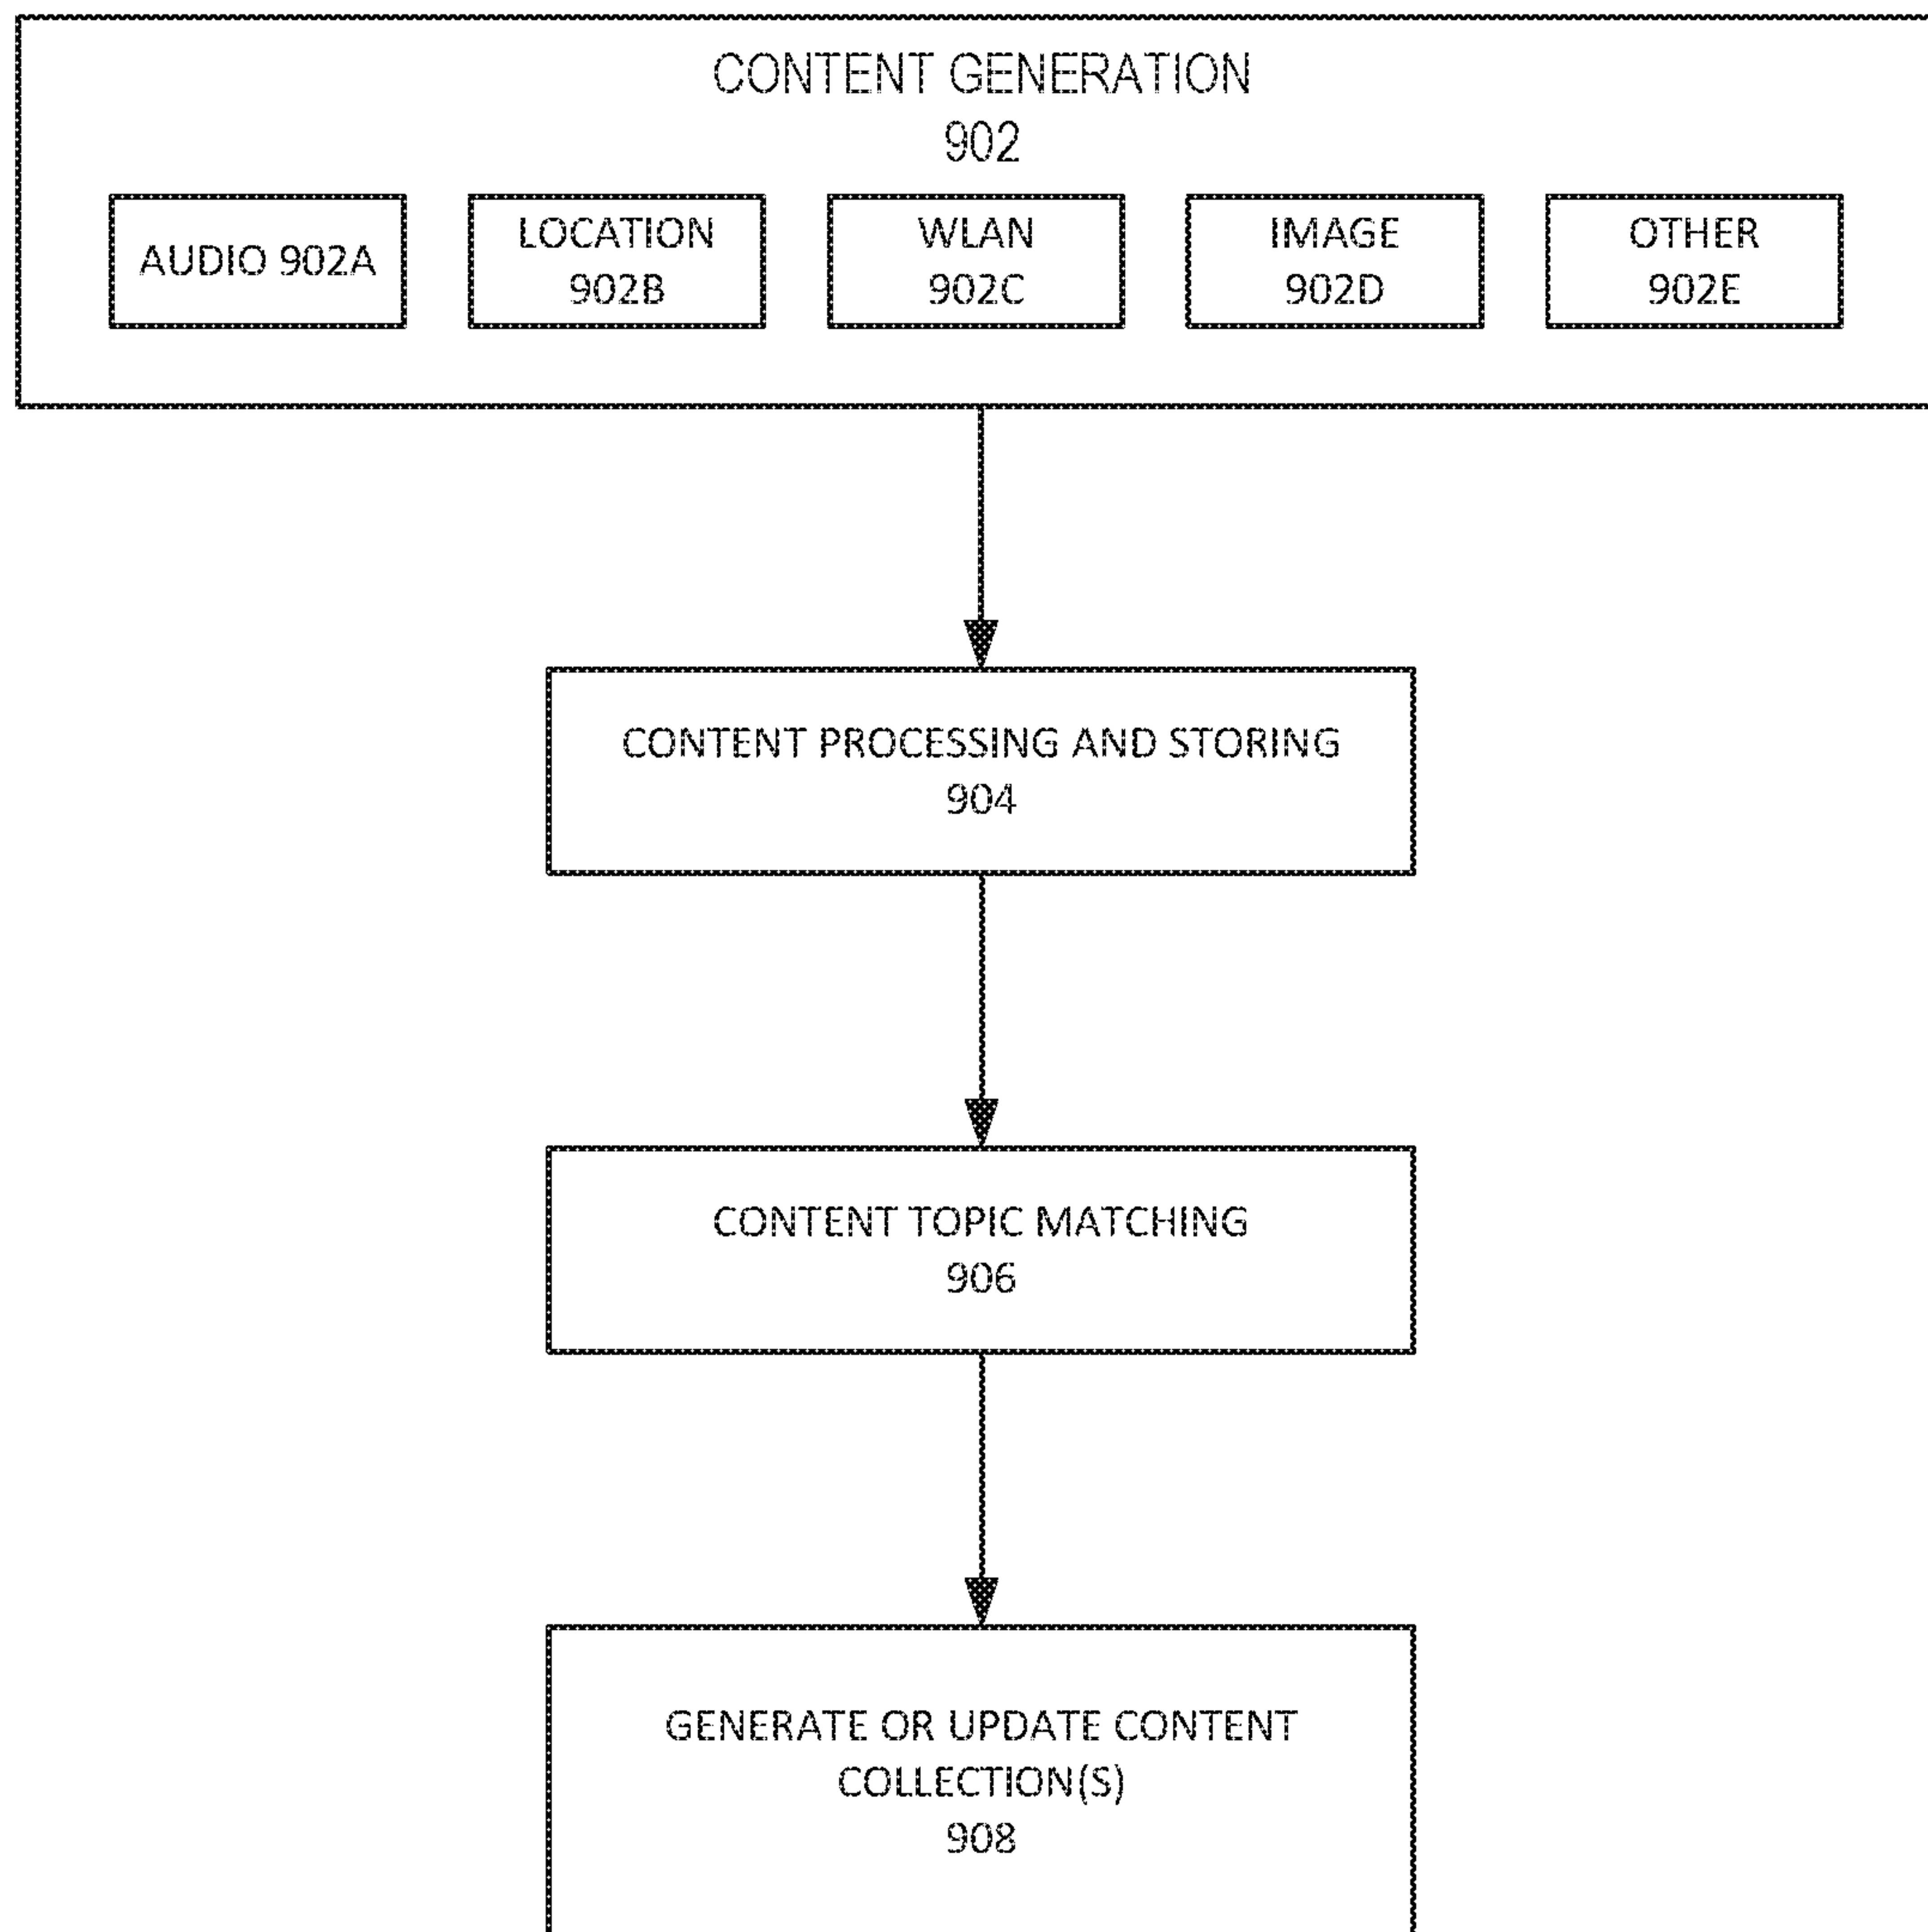 CONTENT GENERATION
902
AUDIO 902A
LOCATION
902B
WLAN
902C
IMAGE
902D
OTHER
902E
CONTENT PROCESSING AND STORING
904
CONTENT TOPIC MATCHING
906
GENERATE OR UPDATE CONTENT
COLLECTION(S)
908